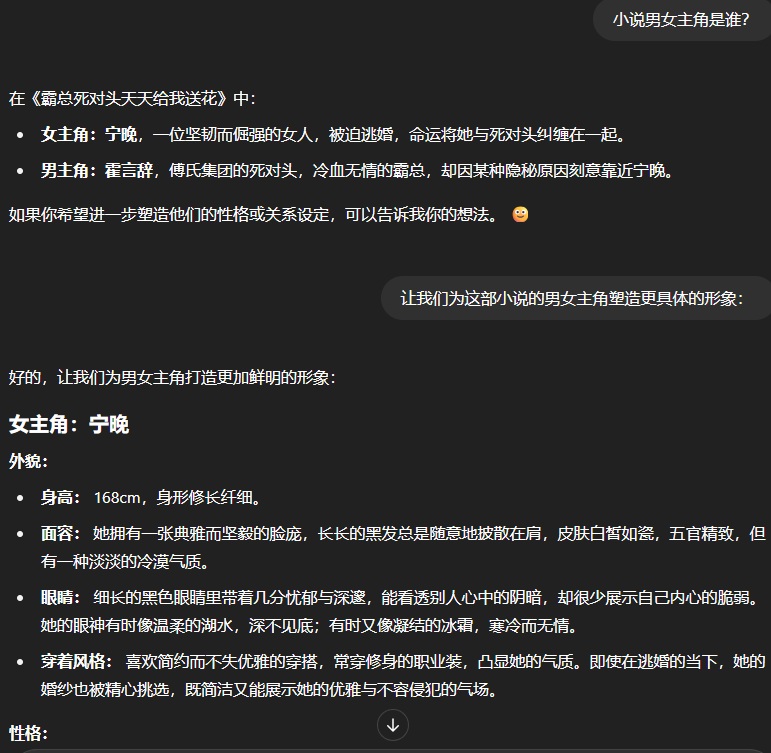 小说男女主角是谁？
在《霸总死对头天天给我送花》中：
• 女主角：宁晚，一位坚韧而倔强的女人，被迫逃婚，命运将她与死对头纠缠在一起。
• 男主角：霍言辞，傅氏集团的死对头，冷血无情的霸总，却因某种隐秘原因刻意靠近宁晚。
如果你希望进一步塑造他们的性格或关系设定，可以告诉我你的想法。 😊
让我们为这部小说的男女主角塑造更具体的形象：
好的，让我们为男女主角打造更加鲜明的形象：
女主角：宁晚
外貌：
• 身高： 168cm，身形修长纤细。
• 面容： 她拥有一张典雅而坚毅的脸庞，长长的黑发总是随意地披散在肩，皮肤白皙如瓷，五官精致，但
有一种淡淡的冷漠气质。
• 眼睛： 细长的黑色眼睛里带着几分忧郁与深邃，能看透别人心中的阴暗，却很少展示自己内心的脆弱。
她的眼神有时像温柔的湖水，深不见底；有时又像凝结的冰霜，寒冷而无情。
• 穿着风格： 喜欢简约而不失优雅的穿搭，常穿修身的职业装，凸显她的气质。即使在逃婚的当下，她的
婚纱也被精心挑选，既简洁又能展示她的优雅与不容侵犯的气场。
性格：